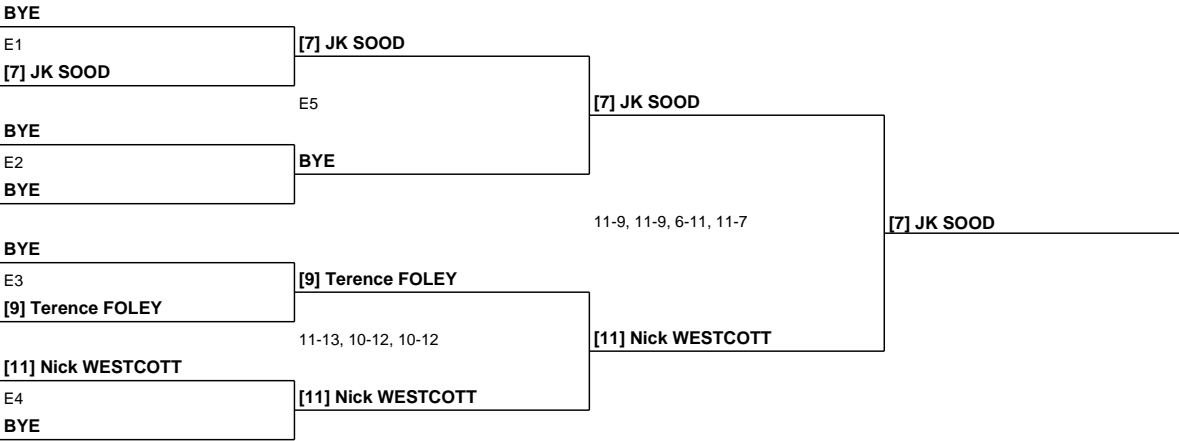 BYE
E1
[7] JK SOOD
[7] JK SOOD
E5
[7] JK SOOD
BYE
E2
BYE
BYE
11-9, 11-9, 6-11, 11-7
[7] JK SOOD
BYE
E3
[9] Terence FOLEY
[9] Terence FOLEY
11-13, 10-12, 10-12
[11] Nick WESTCOTT
[11] Nick WESTCOTT
E4
[11] Nick WESTCOTT
BYE